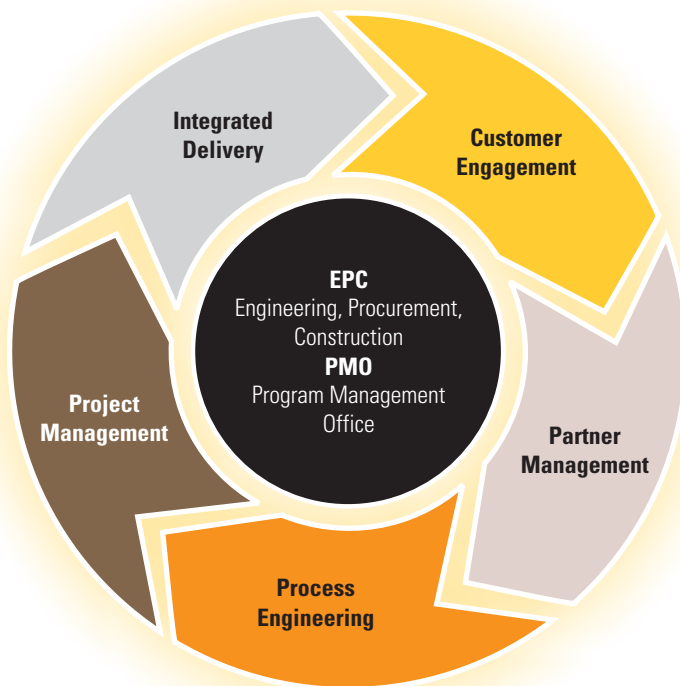 Integrated
Delivery
Customer
Engagement
EPC
Engineering, Procurement,
Construction
PMO
Program Management
Office
Project
Management
Partner
Management
Process
Engineering